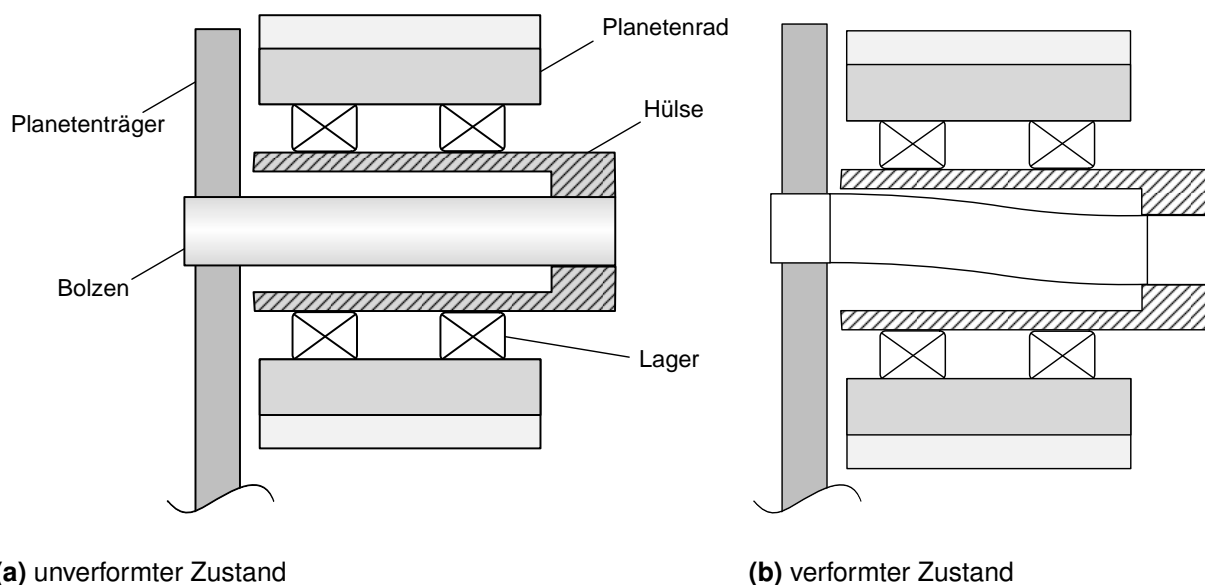 Planetenrad
Planetenträger
Hülse
Bolzen
Lager
(a) unverformter Zustand
(b) verformter Zustand